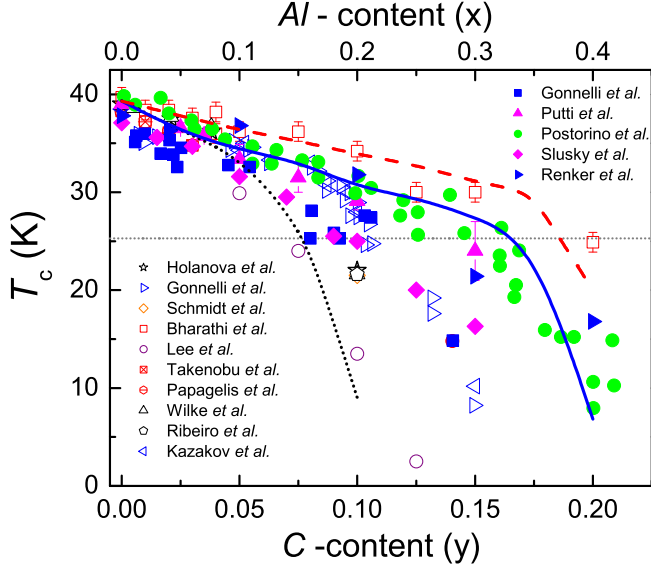 Al - content (x)
0.0 0.1 0.2 0.3 0.4
40
30
20
10
0
T_c (K)
Gonnelli et al.
Putti et al.
Postorino et al.
Slusky et al.
Renker et al.
Holanova et al.
Gonnelli et al.
Schmidt et al.
Bharathi et al.
Lee et al.
Takenobu et al.
Papagelis et al.
Wilke et al.
Ribeiro et al.
Kazakov et al.
0.00 0.05 0.10 0.15 0.20
C -content (y)